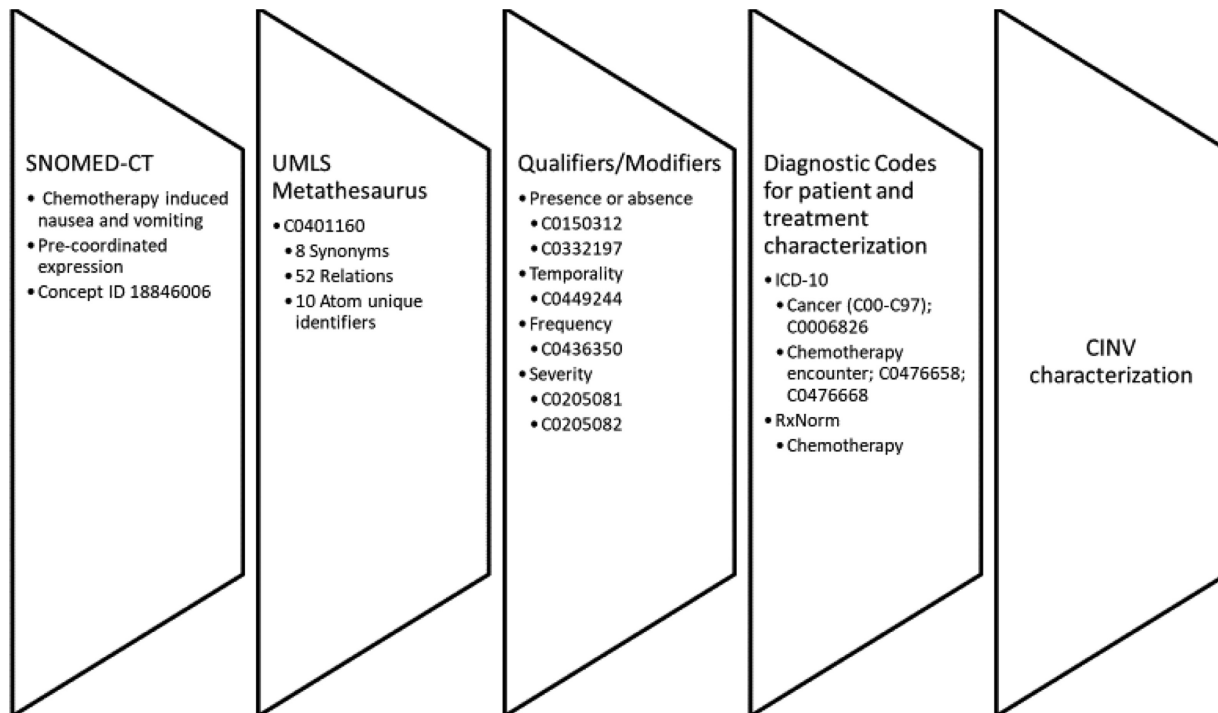 SNOMED-CT
• Chemotherapy induced
nausea and vomiting
• Pre-coordinated
expression
• Concept ID 18846006
UMLS
Metathesaurus
• C0401160
• 8 Synonyms
• 52 Relations
• 10 Atom unique
identifiers
Qualifiers/Modifiers
• Presence or absence
• C0150312
• C0332197
• Temporality
• C0449244
• Frequency
• C0436350
• Severity
• C0205081
• C0205082
Diagnostic Codes
for patient and
treatment
characterization
• ICD-10
• Cancer (C00-C97);
C0006826
• Chemotherapy
encounter; C0476658;
C0476668
• RxNorm
• Chemotherapy
CINV
characterization